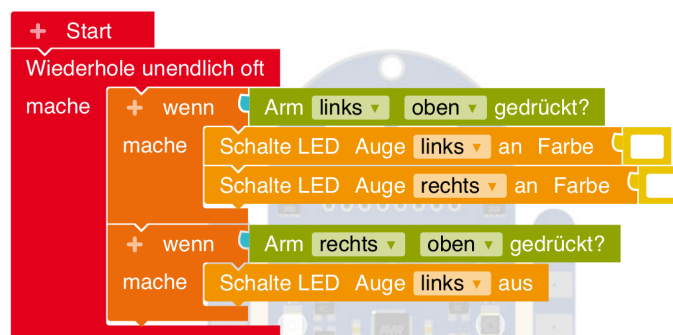 + Start
Wiederhole unendlich oft
mache + wenn Arm links ▾ oben ▾ gedrückt?
mache Schalte LED Auge links ▾ an Farbe
Schalte LED Auge rechts ▾ an Farbe
+ wenn Arm rechts ▾ oben ▾ gedrückt?
mache Schalte LED Auge links ▾ aus